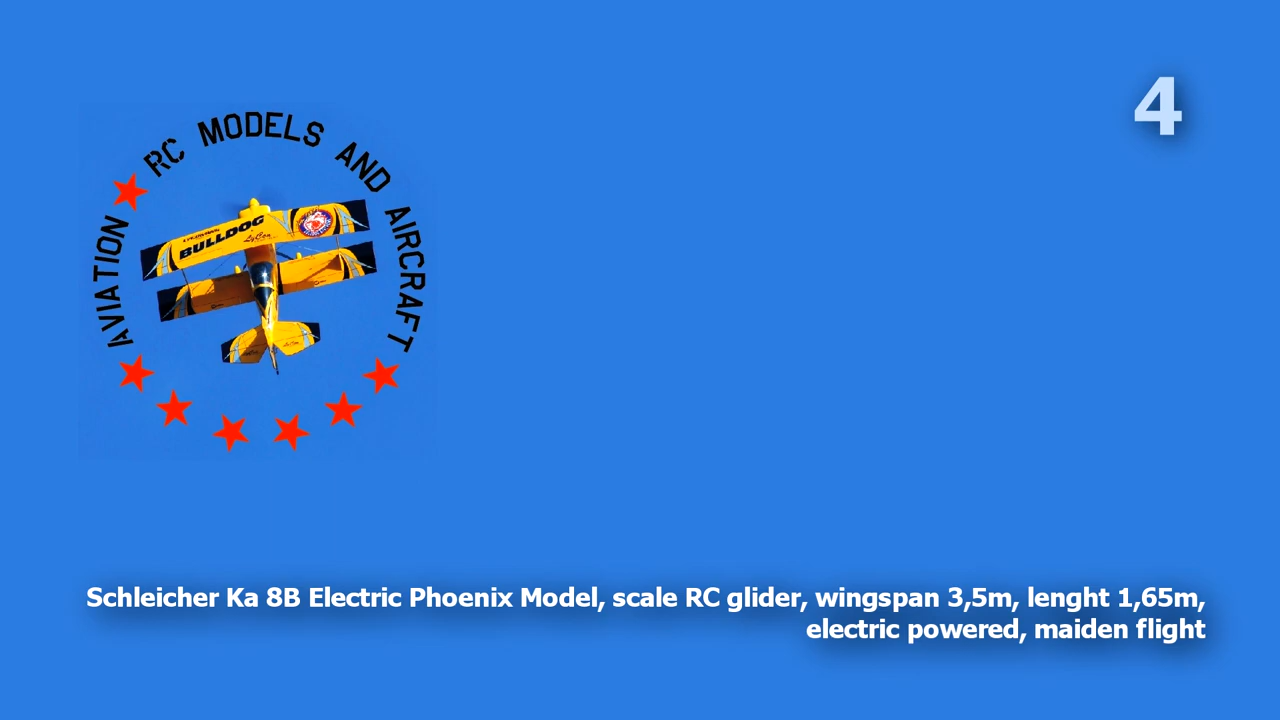 4
AVIATION ★ RC MODELS AND AIRCRAFT
BULLDOG
Schleicher Ka 8B Electric Phoenix Model, scale RC glider, wingspan 3,5m, lenght 1,65m,
electric powered, maiden flight